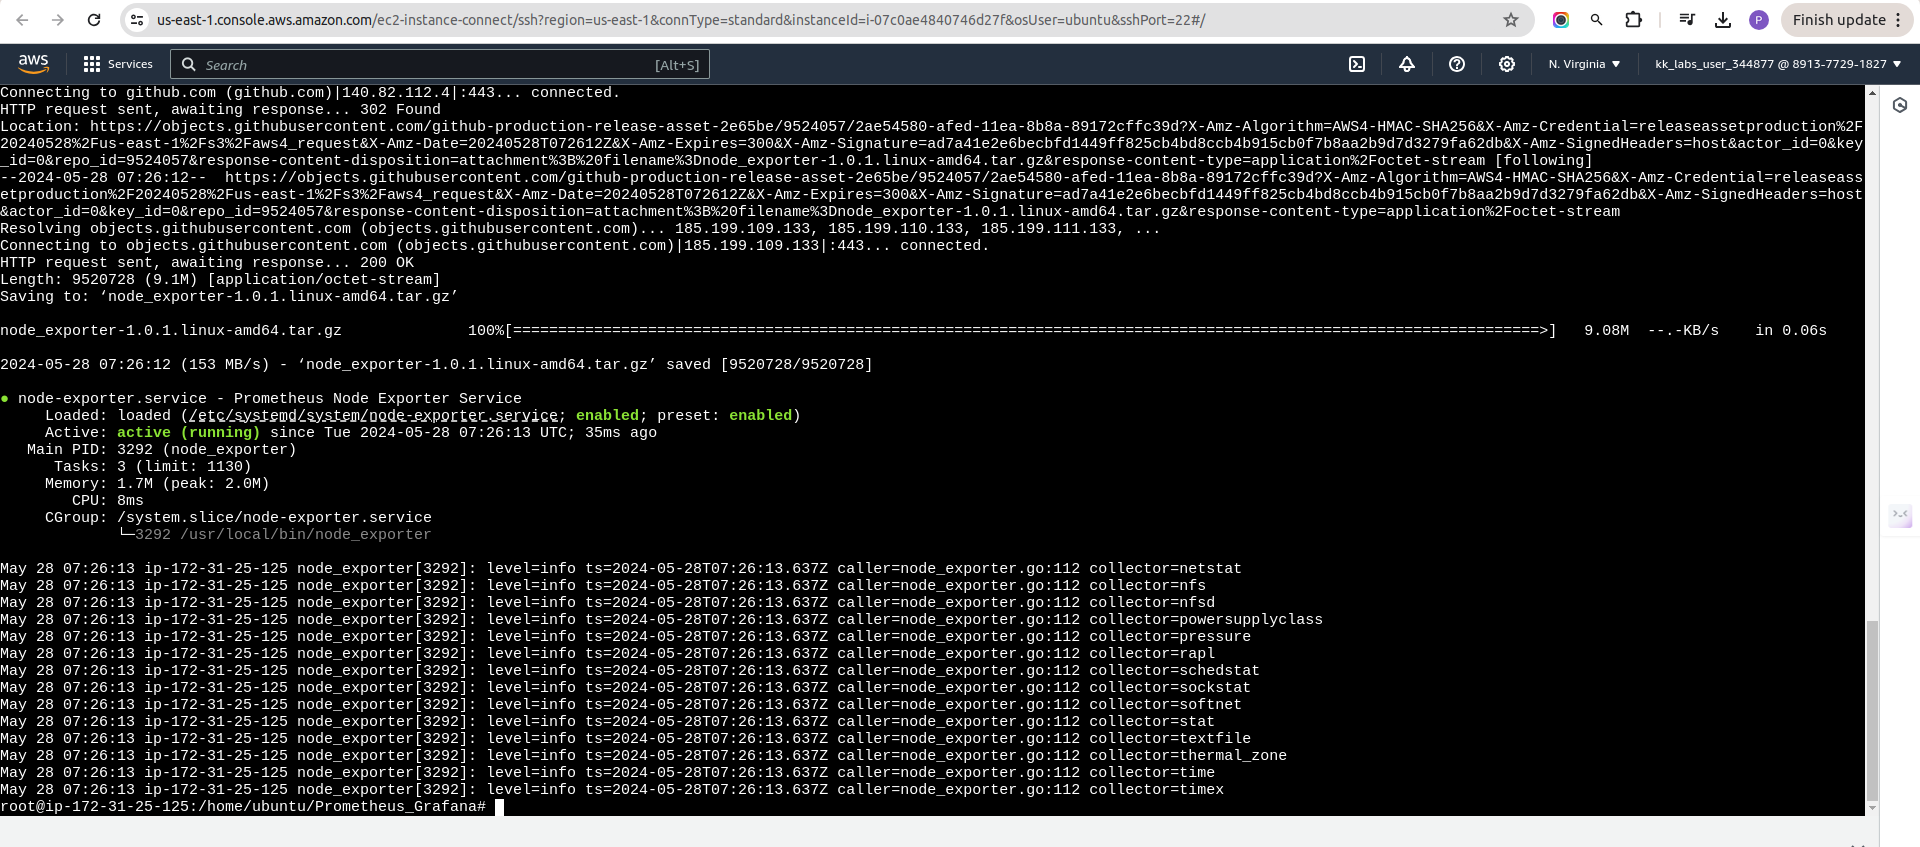 us-east-1.console.aws.amazon.com/ec2-instance-connect/ssh?region=us-east-1&connType=standard&instanceId=i-07c0ae4840746d27f&osUser=ubuntu&sshPort=22#/
P
Finish update
aws
Services
Search
[Alt+S]
N. Virginia
kk_labs_user_344877 @ 8913-7729-1827
Connecting to github.com (github.com)|140.82.112.4|:443... connected.
HTTP request sent, awaiting response... 302 Found
Location: https://objects.githubusercontent.com/github-production-release-asset-2e65be/9524057/2ae54580-afed-11ea-8b8a-89172cffc39d?X-Amz-Algorithm=AWS4-HMAC-SHA256&X-Amz-Credential=releaseassetproduction%2F
20240528%2Fus-east-1%2Fs3%2Faws4_request&X-Amz-Date=20240528T072612Z&X-Amz-Expires=300&X-Amz-Signature=ad7a41e2e6becbfd1449ff825cb4bd8ccb4b915cb0f7b8aa2b9d7d3279fa62db&X-Amz-SignedHeaders=host&actor_id=0&key
_id=0&repo_id=9524057&response-content-disposition=attachment%3B%20filename%3Dnode_exporter-1.0.1.linux-amd64.tar.gz&response-content-type=application%2Foctet-stream [following]
--2024-05-28 07:26:12--  https://objects.githubusercontent.com/github-production-release-asset-2e65be/9524057/2ae54580-afed-11ea-8b8a-89172cffc39d?X-Amz-Algorithm=AWS4-HMAC-SHA256&X-Amz-Credential=releaseass
etproduction%2F20240528%2Fus-east-1%2Fs3%2Faws4_request&X-Amz-Date=20240528T072612Z&X-Amz-Expires=300&X-Amz-Signature=ad7a41e2e6becbfd1449ff825cb4bd8ccb4b915cb0f7b8aa2b9d7d3279fa62db&X-Amz-SignedHeaders=host
&actor_id=0&key_id=0&repo_id=9524057&response-content-disposition=attachment%3B%20filename%3Dnode_exporter-1.0.1.linux-amd64.tar.gz&response-content-type=application%2Foctet-stream
Resolving objects.githubusercontent.com (objects.githubusercontent.com)... 185.199.109.133, 185.199.110.133, 185.199.111.133, ...
Connecting to objects.githubusercontent.com (objects.githubusercontent.com)|185.199.109.133|:443... connected.
HTTP request sent, awaiting response... 200 OK
Length: 9520728 (9.1M) [application/octet-stream]
Saving to: ‘node_exporter-1.0.1.linux-amd64.tar.gz’
node_exporter-1.0.1.linux-amd64.tar.gz 100%[==================================================================================================================>] 9.08M --.-KB/s in 0.06s
2024-05-28 07:26:12 (153 MB/s) - ‘node_exporter-1.0.1.linux-amd64.tar.gz’ saved [9520728/9520728]
● node-exporter.service - Prometheus Node Exporter Service
Loaded: loaded (/etc/systemd/system/node-exporter.service; enabled; preset: enabled)
Active: active (running) since Tue 2024-05-28 07:26:13 UTC; 35ms ago
Main PID: 3292 (node_exporter)
Tasks: 3 (limit: 1130)
Memory: 1.7M (peak: 2.0M)
CPU: 8ms
CGroup: /system.slice/node-exporter.service
└─3292 /usr/local/bin/node_exporter
May 28 07:26:13 ip-172-31-25-125 node_exporter[3292]: level=info ts=2024-05-28T07:26:13.637Z caller=node_exporter.go:112 collector=netstat
May 28 07:26:13 ip-172-31-25-125 node_exporter[3292]: level=info ts=2024-05-28T07:26:13.637Z caller=node_exporter.go:112 collector=nfs
May 28 07:26:13 ip-172-31-25-125 node_exporter[3292]: level=info ts=2024-05-28T07:26:13.637Z caller=node_exporter.go:112 collector=nfsd
May 28 07:26:13 ip-172-31-25-125 node_exporter[3292]: level=info ts=2024-05-28T07:26:13.637Z caller=node_exporter.go:112 collector=powersupplyclass
May 28 07:26:13 ip-172-31-25-125 node_exporter[3292]: level=info ts=2024-05-28T07:26:13.637Z caller=node_exporter.go:112 collector=pressure
May 28 07:26:13 ip-172-31-25-125 node_exporter[3292]: level=info ts=2024-05-28T07:26:13.637Z caller=node_exporter.go:112 collector=rapl
May 28 07:26:13 ip-172-31-25-125 node_exporter[3292]: level=info ts=2024-05-28T07:26:13.637Z caller=node_exporter.go:112 collector=schedstat
May 28 07:26:13 ip-172-31-25-125 node_exporter[3292]: level=info ts=2024-05-28T07:26:13.637Z caller=node_exporter.go:112 collector=sockstat
May 28 07:26:13 ip-172-31-25-125 node_exporter[3292]: level=info ts=2024-05-28T07:26:13.637Z caller=node_exporter.go:112 collector=softnet
May 28 07:26:13 ip-172-31-25-125 node_exporter[3292]: level=info ts=2024-05-28T07:26:13.637Z caller=node_exporter.go:112 collector=stat
May 28 07:26:13 ip-172-31-25-125 node_exporter[3292]: level=info ts=2024-05-28T07:26:13.637Z caller=node_exporter.go:112 collector=textfile
May 28 07:26:13 ip-172-31-25-125 node_exporter[3292]: level=info ts=2024-05-28T07:26:13.637Z caller=node_exporter.go:112 collector=thermal_zone
May 28 07:26:13 ip-172-31-25-125 node_exporter[3292]: level=info ts=2024-05-28T07:26:13.637Z caller=node_exporter.go:112 collector=time
May 28 07:26:13 ip-172-31-25-125 node_exporter[3292]: level=info ts=2024-05-28T07:26:13.637Z caller=node_exporter.go:112 collector=timex
root@ip-172-31-25-125:/home/ubuntu/Prometheus_Grafana#